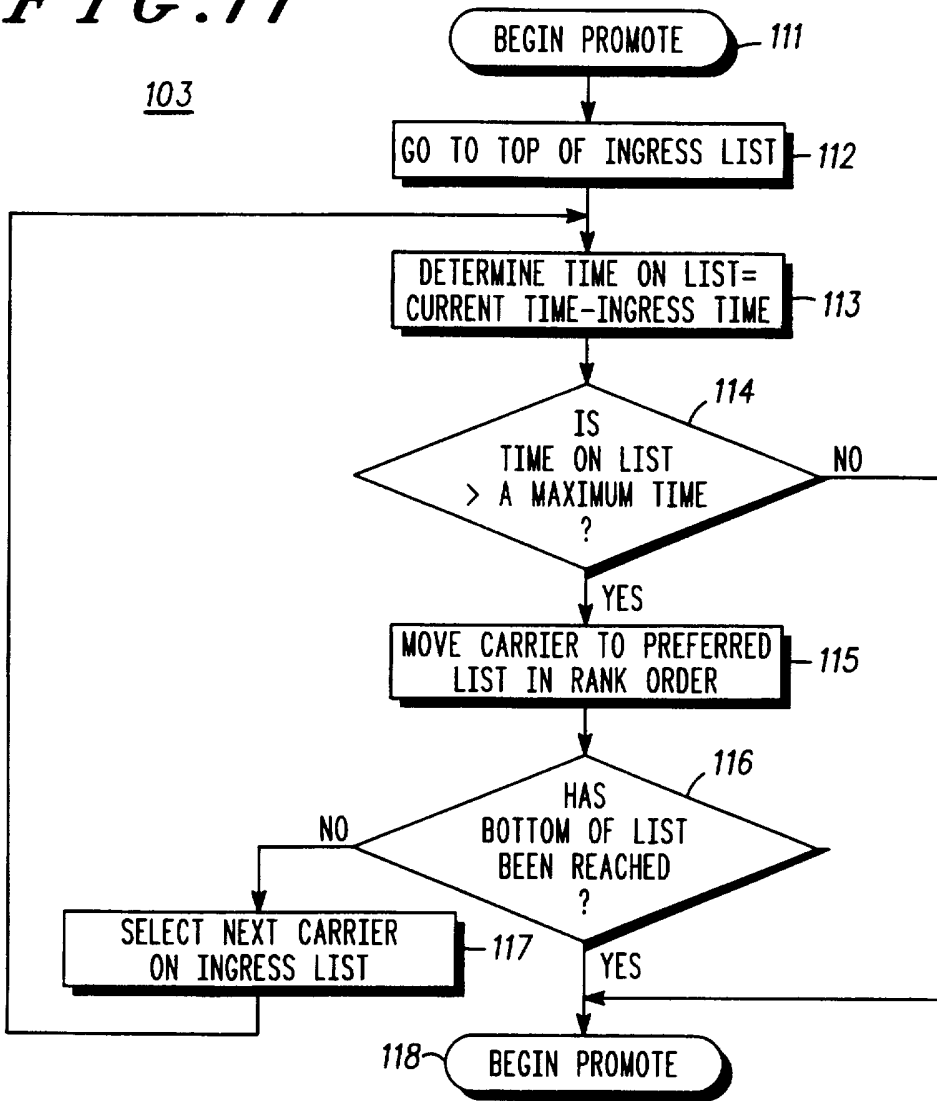 FIG.11
103
BEGIN PROMOTE
111
GO TO TOP OF INGRESS LIST
112
DETERMINE TIME ON LIST=
CURRENT TIME-INGRESS TIME
113
114
IS
TIME ON LIST
> A MAXIMUM TIME
?
NO
YES
MOVE CARRIER TO PREFERRED
LIST IN RANK ORDER
115
116
HAS
BOTTOM OF LIST
BEEN REACHED
?
NO
SELECT NEXT CARRIER
ON INGRESS LIST
117
YES
118
BEGIN PROMOTE